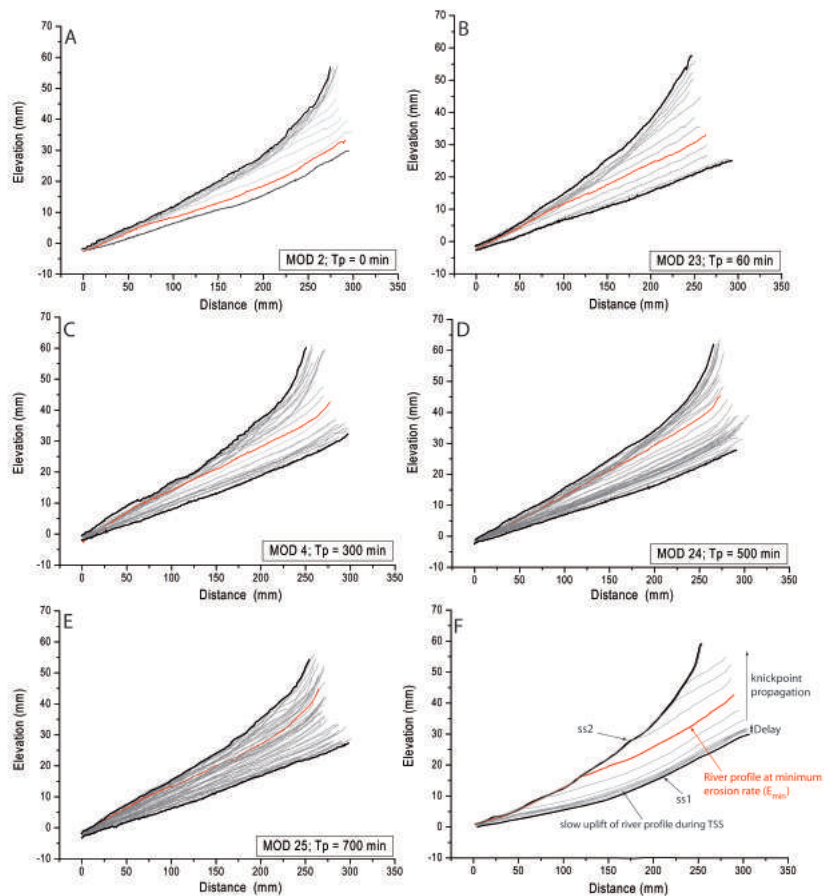 A
70
60
50
40
30
20
10
0
-10
Elevation (mm)
0 50 100 150 200 250 300 350
Distance (mm)
MOD 2; Tp = 0 min
B
70
60
50
40
30
20
10
0
-10
Elevation (mm)
0 50 100 150 200 250 300 350
Distance (mm)
MOD 23; Tp = 60 min
C
70
60
50
40
30
20
10
0
-10
Elevation (mm)
0 50 100 150 200 250 300 350
Distance (mm)
MOD 4; Tp = 300 min
D
70
60
50
40
30
20
10
0
-10
Elevation (mm)
0 50 100 150 200 250 300 350
Distance (mm)
MOD 24; Tp = 500 min
E
70
60
50
40
30
20
10
0
-10
Elevation (mm)
0 50 100 150 200 250 300 350
Distance (mm)
MOD 25; Tp = 700 min
F
70
60
50
40
30
20
10
0
-10
Elevation (mm)
0 50 100 150 200 250 300 350
Distance (mm)
knickpoint
propagation
Delay
ss2
River profile at minimum
erosion rate (Emin)
ss1
slow uplift of river profile during TSS